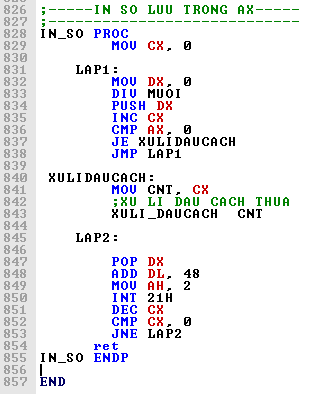 826 ;-----IN SO LUU TRONG AX-----
827 ;---------------------------
828 IN_SO PROC
829 MOV CX, 0
830
831 LAP1:
832 MOV DX, 0
833 DIV MUOI
834 PUSH DX
835 INC CX
836 CMP AX, 0
837 JE XULIDAUCACH
838 JMP LAP1
839
840 XULIDAUCACH:
841 MOV CNT, CX
842 ;XU LI DAU CACH THUA
843 XULI_DAUCACH CNT
844
845 LAP2:
846
847 POP DX
848 ADD DL, 48
849 MOV AH, 2
850 INT 21H
851 DEC CX
852 CMP CX, 0
853 JNE LAP2
854 ret
855 IN_SO ENDP
856
857 END